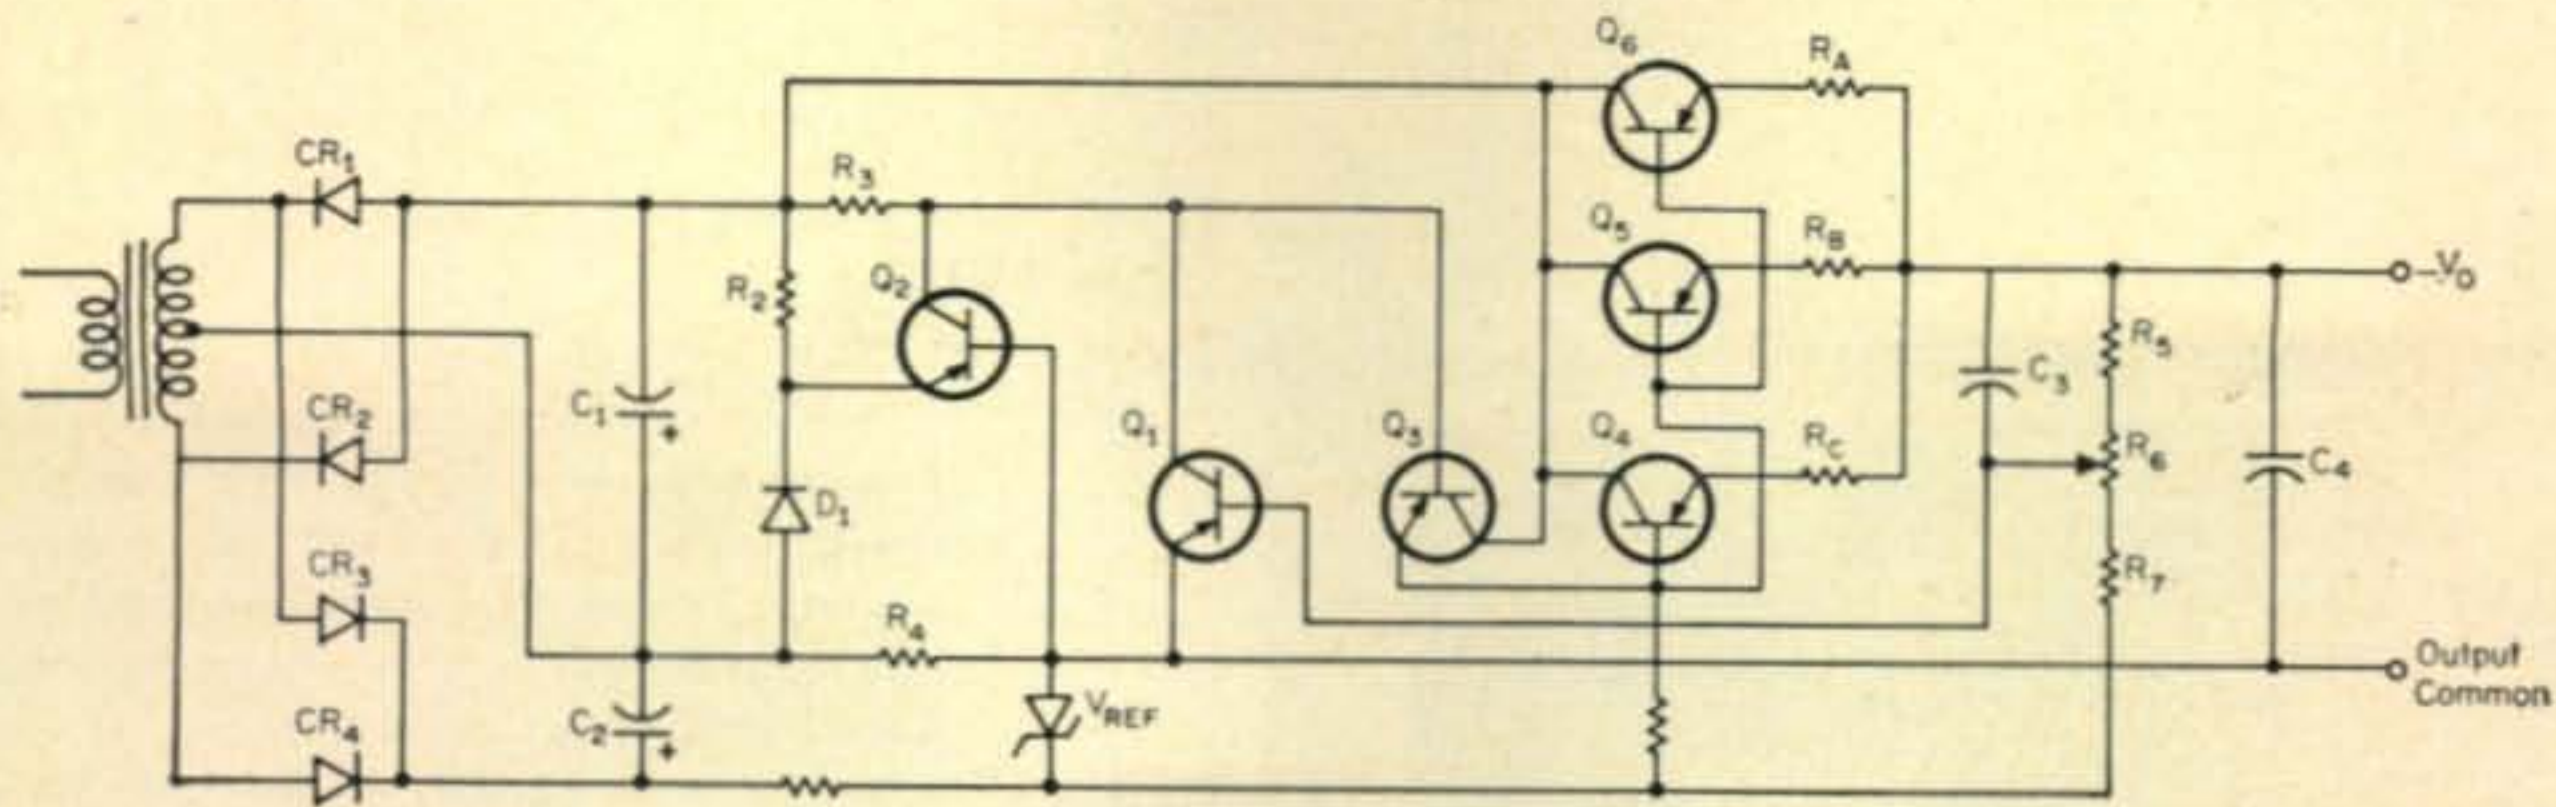 Q6
RA
CR1
R3
Q5
RB
R2
Q2
-VO
C3
R5
CR2
C1
+
Q1
Q3
Q4
RC
R6
C4
D1
CR3
R7
R4
Output
Common
CR4
C2
+
VREF